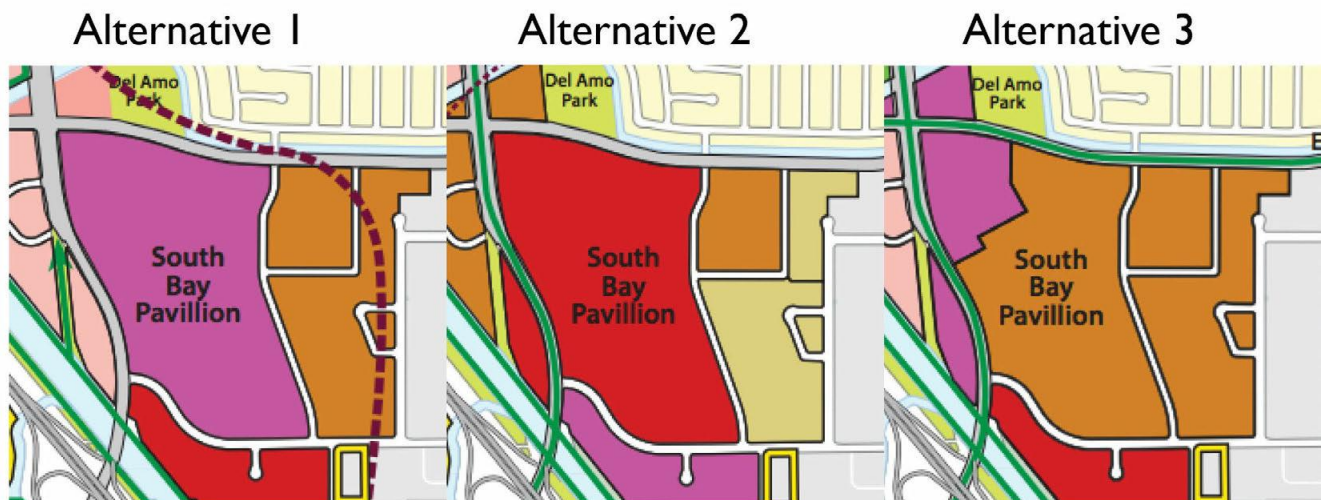 Alternative 1
Del Amo
Park
South
Bay
Pavillion
Alternative 2
Del Amo
Park
South
Bay
Pavillion
Alternative 3
Del Amo
Park
E
South
Bay
Pavillion